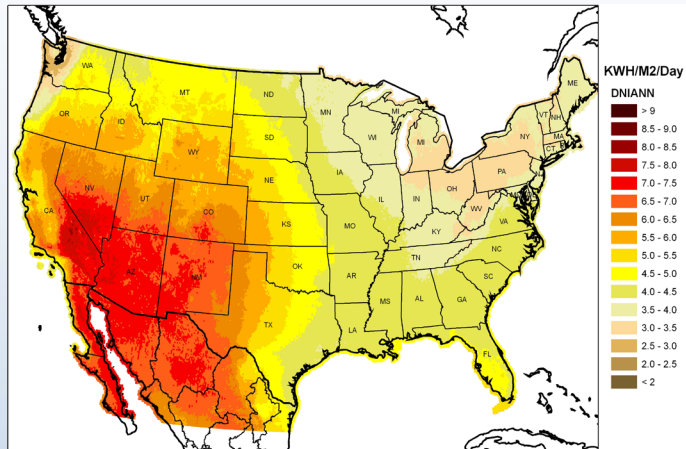 WA
MT
ND
MN
OR
ID
WY
SD
WI
MI
MI
ME
VT
NH
NY
MA
CT
NV
CA
UT
CO
NE
IA
IL
IN
OH
PA
KS
MO
KY
WV
VA
AZ
NM
OK
AR
TN
NC
SC
TX
LA
MS
AL
GA
FL
KWH/M2/Day
DNIANN
> 9
8.5 - 9.0
8.0 - 8.5
7.5 - 8.0
7.0 - 7.5
6.5 - 7.0
6.0 - 6.5
5.5 - 6.0
5.0 - 5.5
4.5 - 5.0
4.0 - 4.5
3.5 - 4.0
3.0 - 3.5
2.5 - 3.0
2.0 - 2.5
< 2